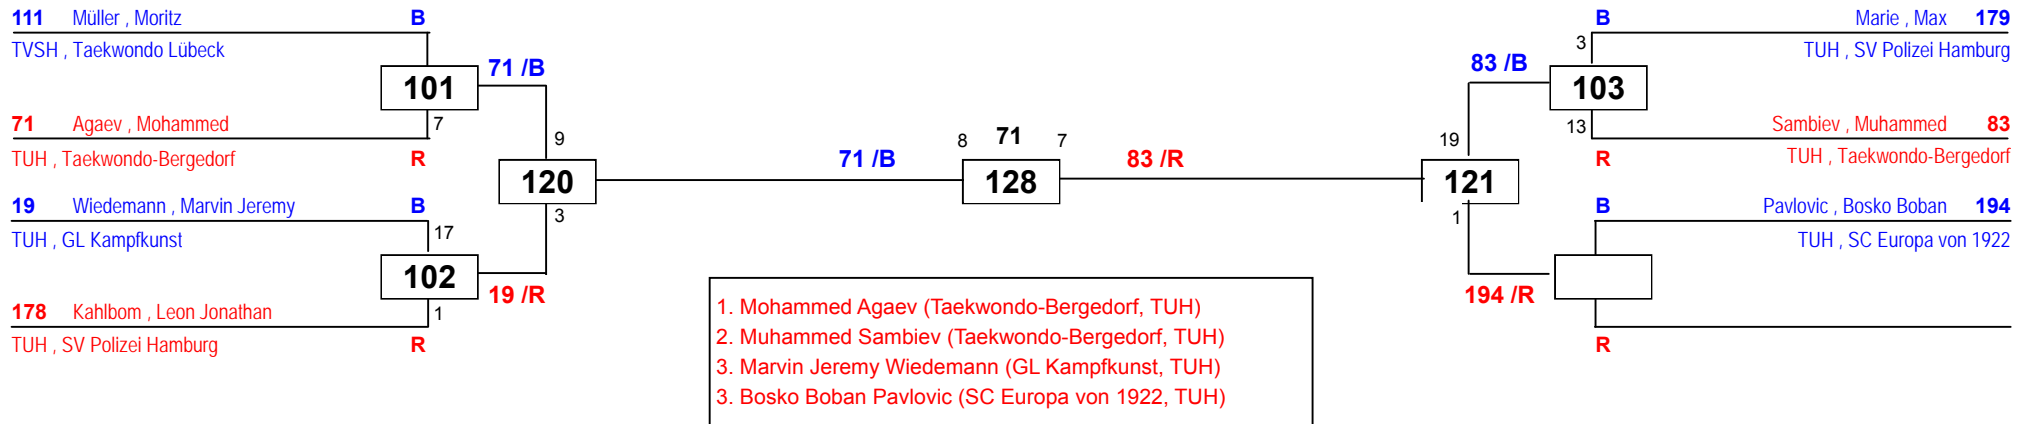 111 Müller , Moritz B
TVSH , Taekwondo Lübeck
101
71 /B
7
71 Agaev , Mohammed
TUH , Taekwondo-Bergedorf R
9
120
3
19 Wiedemann , Marvin Jeremy B
TUH , GL Kampfkunst
17
102
19 /R
1
178 Kahlbom , Leon Jonathan
TUH , SV Polizei Hamburg R
71 /B
8 71 7
128
83 /R
B Marie , Max 179
3
TUH , SV Polizei Hamburg
83 /B
103
13
Sambiev , Muhammed 83
R TUH , Taekwondo-Bergedorf
19
121
1
B Pavlovic , Bosko Boban 194
TUH , SC Europa von 1922
194 /R
R
1. Mohammed Agaev (Taekwondo-Bergedorf, TUH)
2. Muhammed Sambiev (Taekwondo-Bergedorf, TUH)
3. Marvin Jeremy Wiedemann (GL Kampfkunst, TUH)
3. Bosko Boban Pavlovic (SC Europa von 1922, TUH)